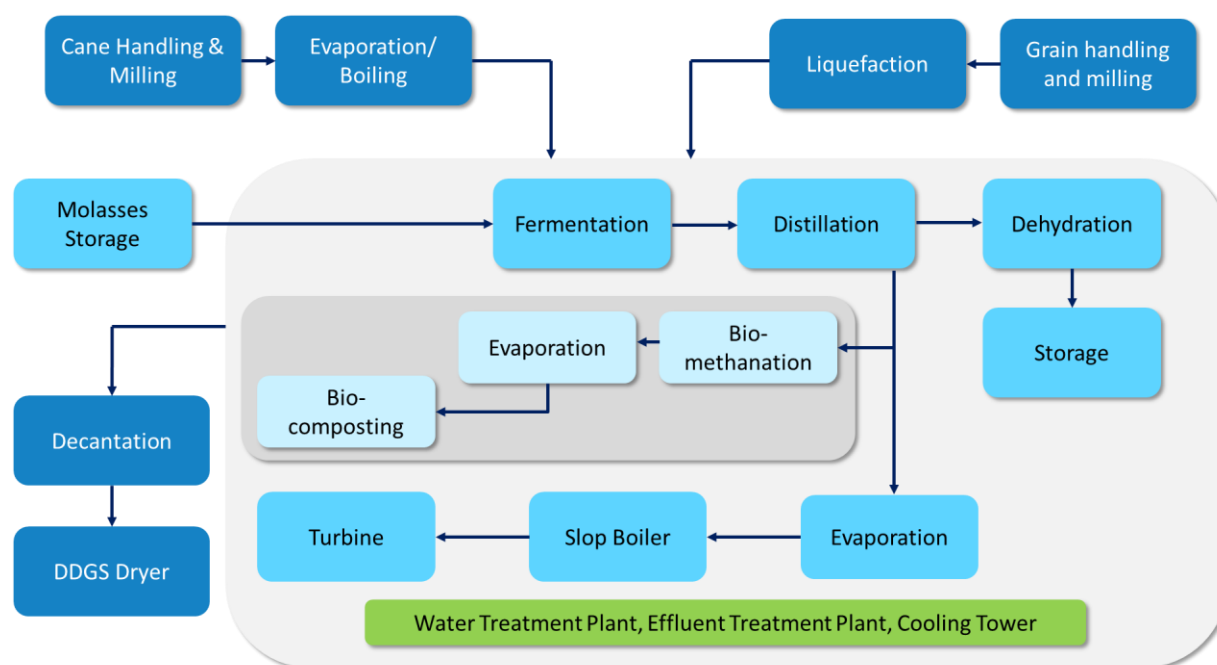 Cane Handling &
Milling
Evaporation/
Boiling
Liquefaction
Grain handling
and milling
Molasses
Storage
Fermentation
Distillation
Dehydration
Storage
Evaporation
Bio-
methanation
Bio-
composting
Decantation
DDGS Dryer
Turbine
Slop Boiler
Evaporation
Water Treatment Plant, Effluent Treatment Plant, Cooling Tower